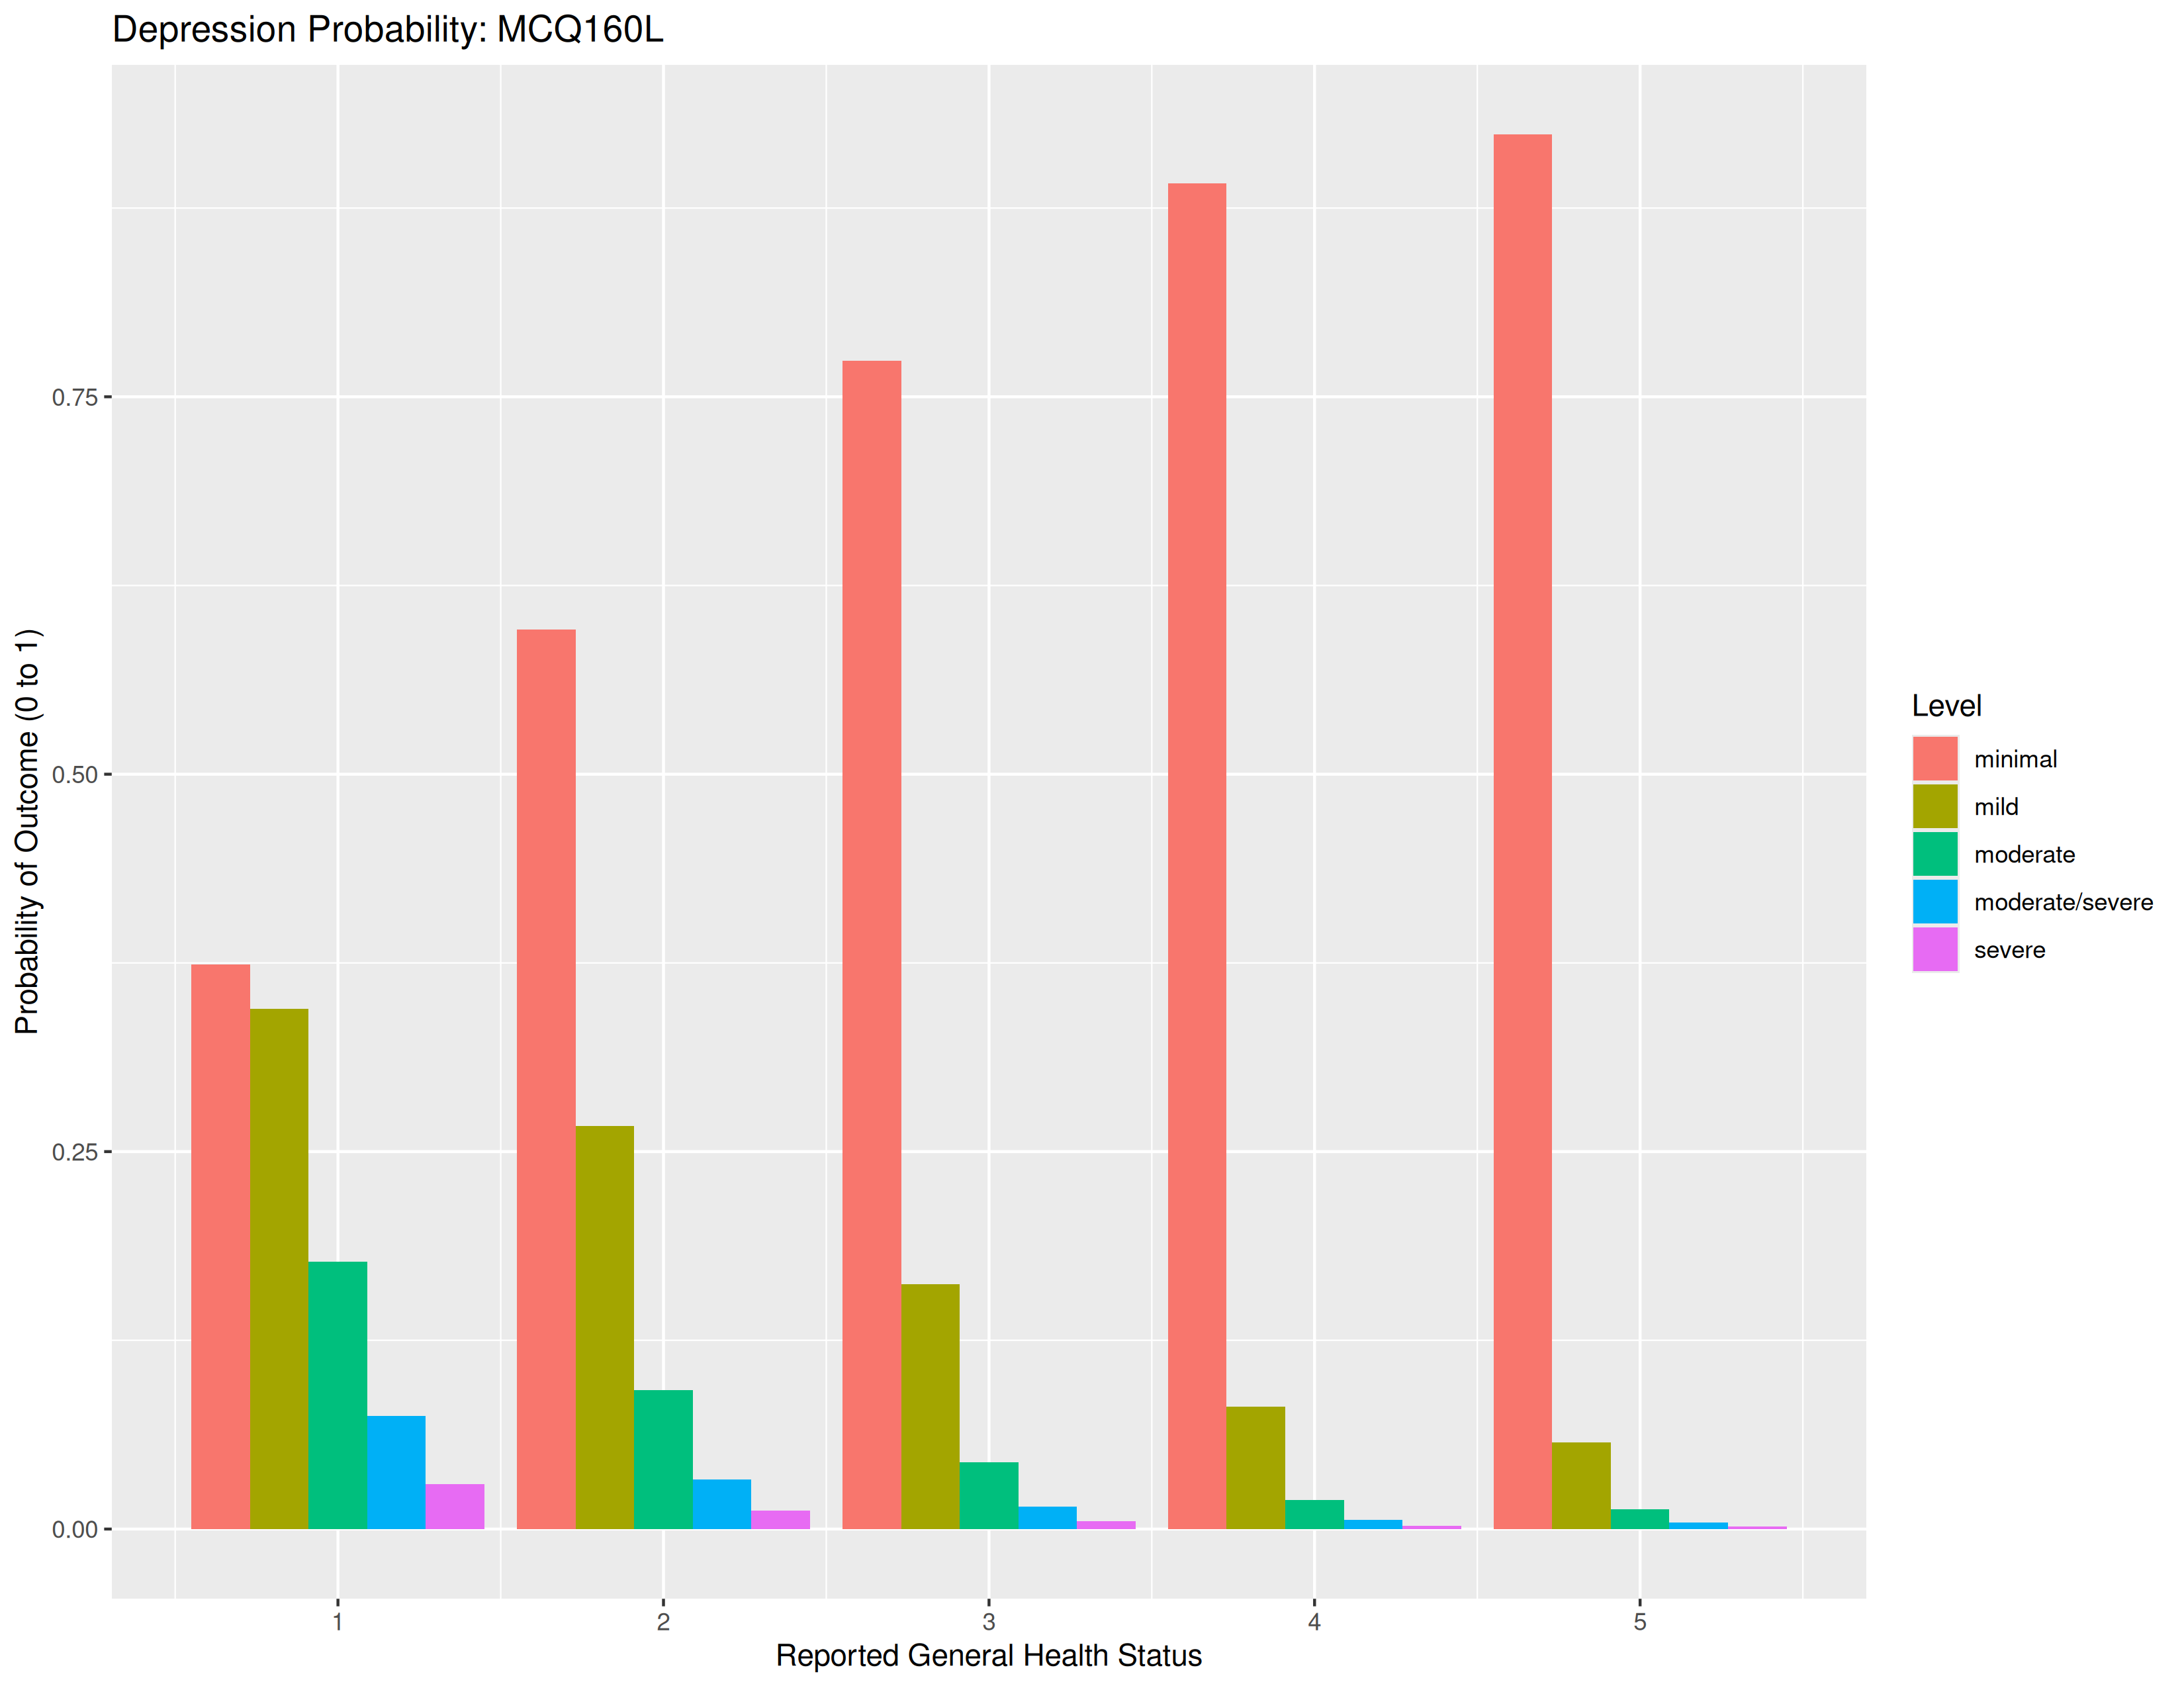 Depression Probability: MCQ160L
Probability of Outcome (0 to 1)
0.75
0.50
0.25
0.00
1 2 3 4 5
Reported General Health Status
Level
minimal
mild
moderate
moderate/severe
severe